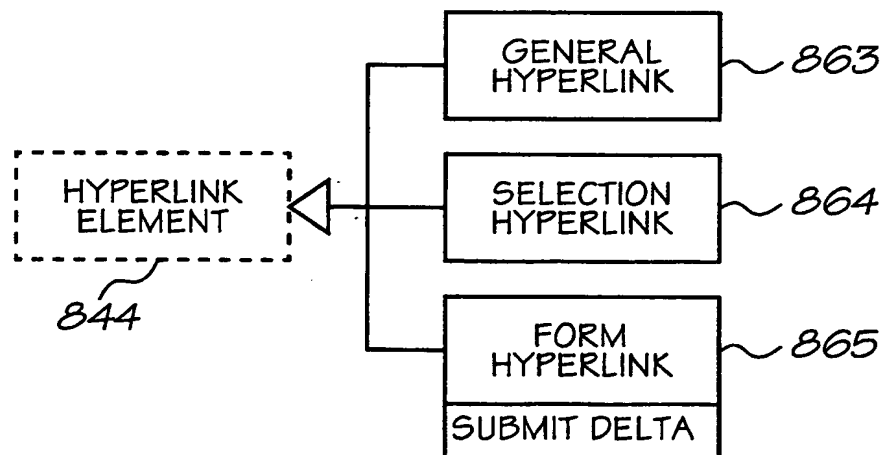 GENERAL
HYPERLINK
863
HYPERLINK
ELEMENT
844
SELECTION
HYPERLINK
864
FORM
HYPERLINK
865
SUBMIT DELTA